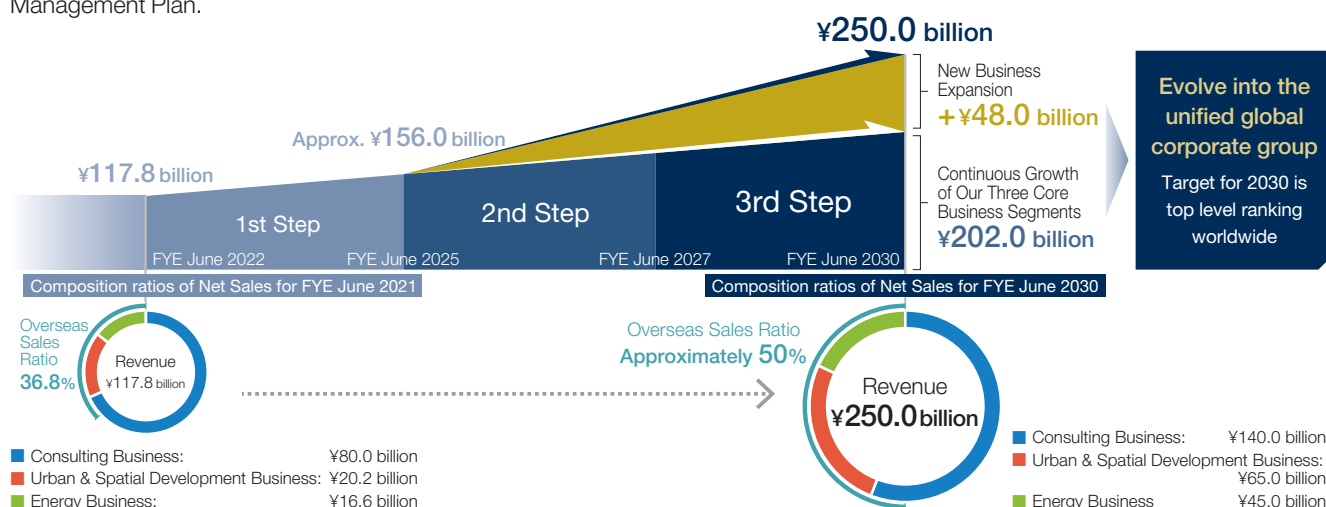 Management Plan.
¥250.0 billion
New Business
Expansion
+¥48.0 billion
Evolve into the
unified global
corporate group
Target for 2030 is
top level ranking
worldwide
Approx. ¥156.0 billion
¥117.8 billion
Continuous Growth
of Our Three Core
Business Segments
¥202.0 billion
1st Step
2nd Step
3rd Step
FYE June 2022
FYE June 2025
FYE June 2027
FYE June 2030
Composition ratios of Net Sales for FYE June 2021
Composition ratios of Net Sales for FYE June 2030
Overseas
Sales
Ratio
36.8%
Revenue
¥117.8 billion
Overseas Sales Ratio
Approximately 50%
Revenue
¥250.0 billion
Consulting Business: ¥80.0 billion
Urban & Spatial Development Business: ¥20.2 billion
Energy Business: ¥16.6 billion
Consulting Business: ¥140.0 billion
Urban & Spatial Development Business:
¥65.0 billion
Energy Business ¥45.0 billion